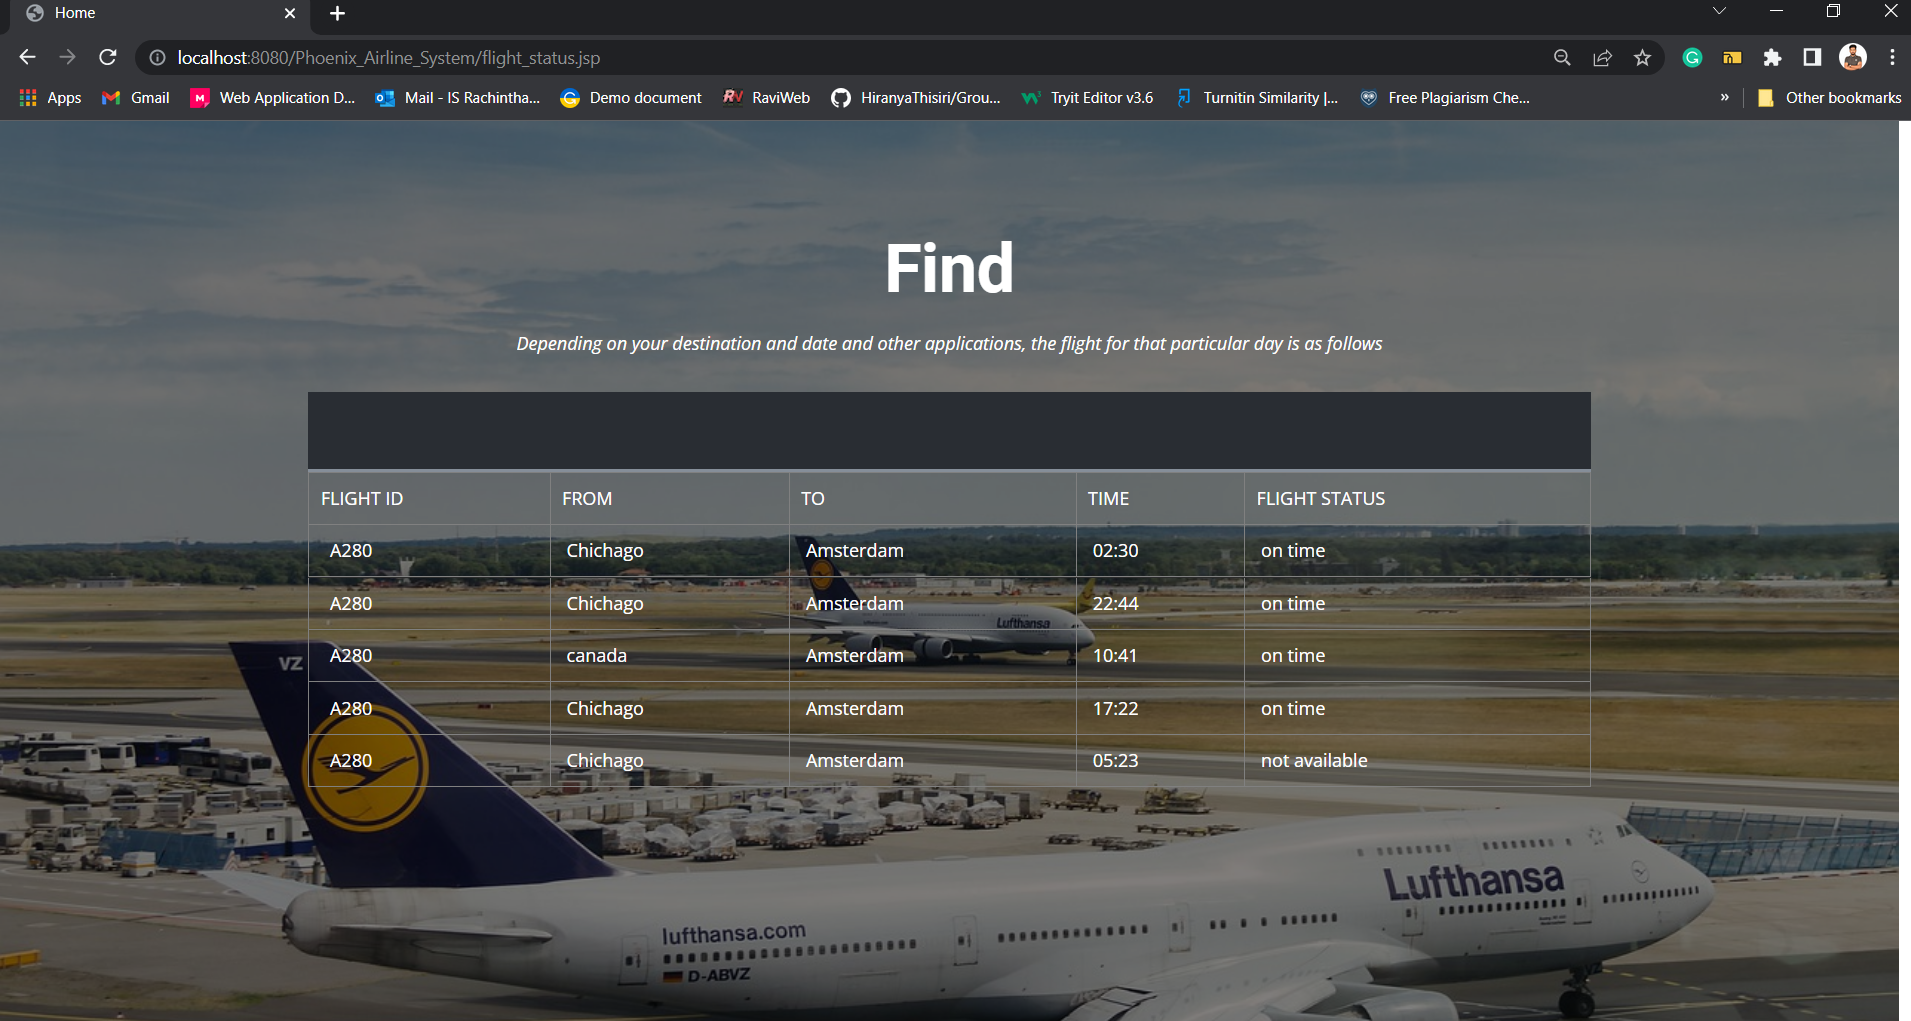 Home
localhost:8080/Phoenix_Airline_System/flight_status.jsp
Apps Gmail Web Application D... Mail - IS Rachintha... Demo document RaviWeb HiranyaThisiri/Grou... Tryit Editor v3.6 Turnitin Similarity |... Free Plagiarism Che... » Other bookmarks
Find
Depending on your destination and date and other applications, the flight for that particular day is as follows
FLIGHT ID FROM TO TIME FLIGHT STATUS
A280 Chichago Amsterdam 02:30 on time
A280 Chichago Amsterdam 22:44 on time
A280 canada Amsterdam 10:41 on time
A280 Chichago Amsterdam 17:22 on time
A280 Chichago Amsterdam 05:23 not available
Lufthansa
VZ
Lufthansa
lufthansa.com
D-ABVZ
VZ